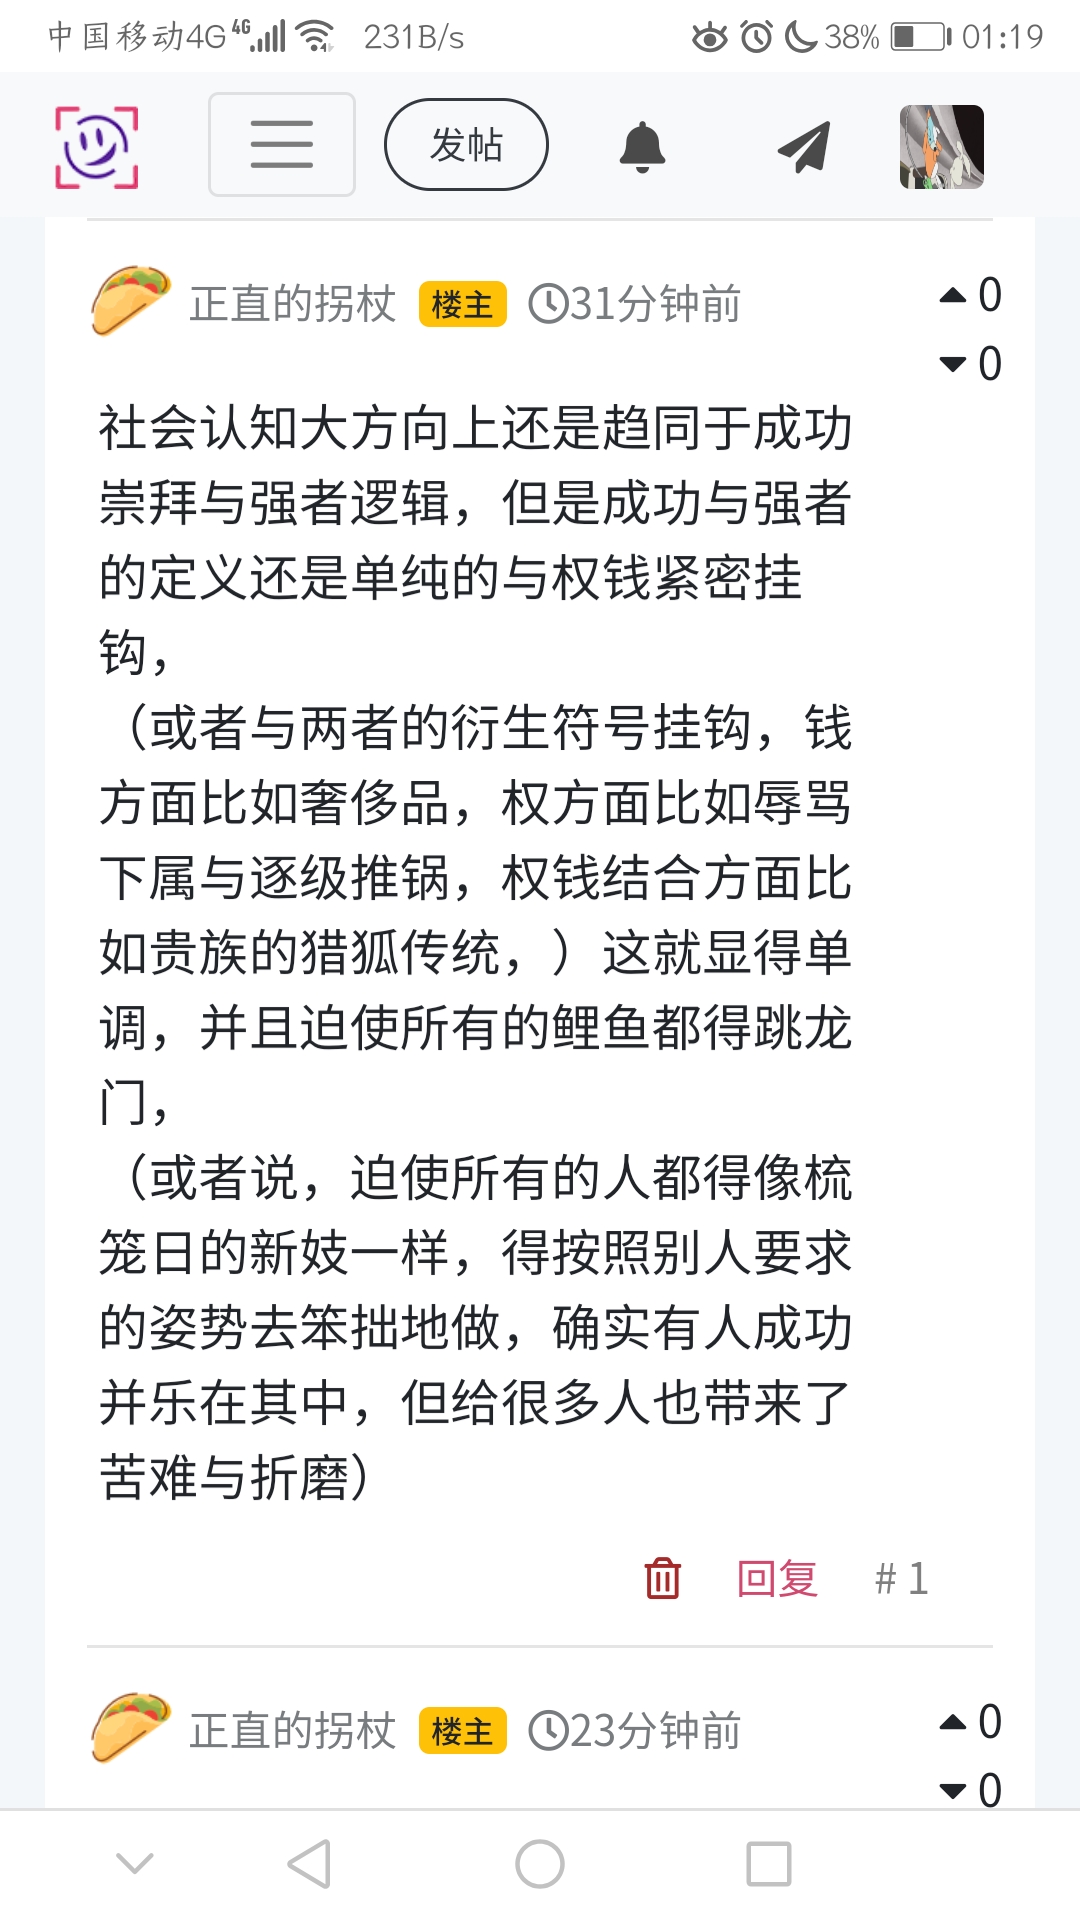 中国移动4G 4G 231B/s 38% 01:19
发帖
正直的拐杖 楼主 31分钟前 0
0
社会认知大方向上还是趋同于成功
崇拜与强者逻辑，但是成功与强者
的定义还是单纯的与权钱紧密挂
钩，
（或者与两者的衍生符号挂钩，钱
方面比如奢侈品，权方面比如辱骂
下属与逐级推锅，权钱结合方面比
如贵族的猎狐传统，）这就显得单
调，并且迫使所有的鲤鱼都得跳龙
门，
（或者说，迫使所有的人都得像梳
笼日的新妓一样，得按照别人要求
的姿势去笨拙地做，确实有人成功
并乐在其中，但给很多人也带来了
苦难与折磨）
回复 # 1
正直的拐杖 楼主 23分钟前 0
0